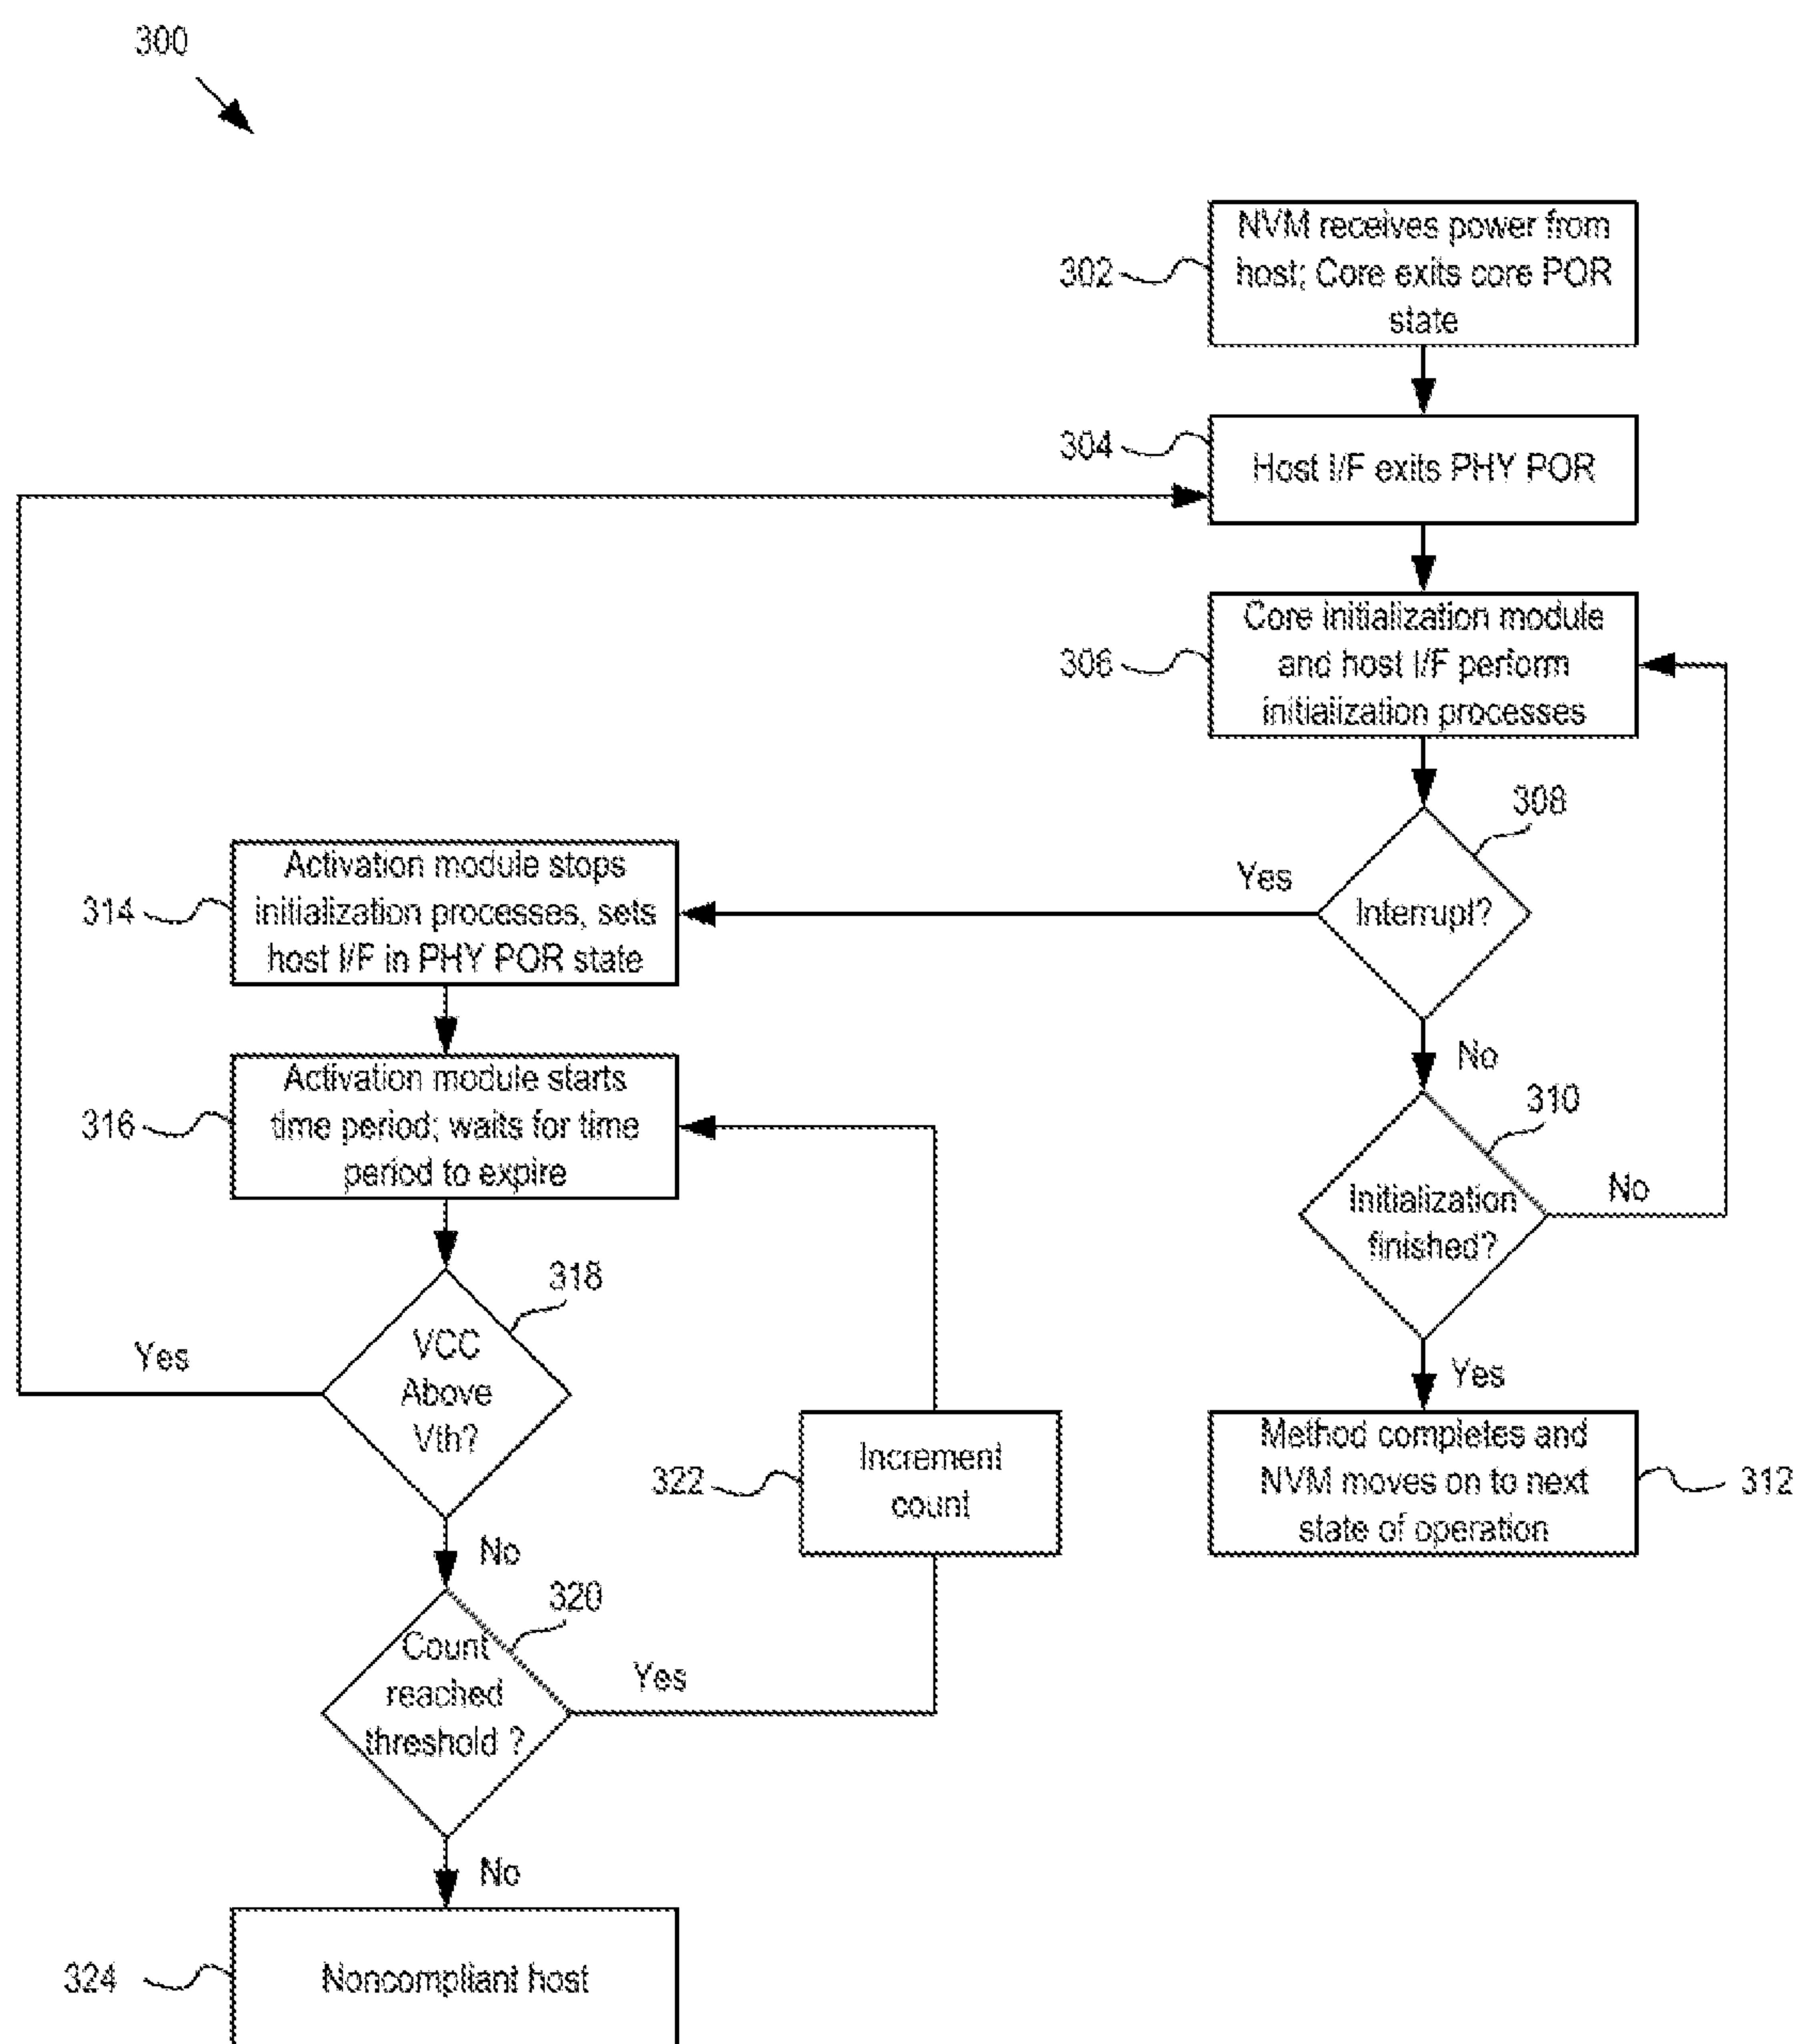 300
302
NVM receives power from
host; Core exits core POR
state
304
Host I/F exits PHY POR
306
Core initialization module
and host I/F perform
initialization processes
308
Interrupt?
Yes
No
314
Activation module stops
initialization processes, sets
host I/F in PHY POR state
316
Activation module starts
time period; waits for time
period to expire
310
Initialization
finished?
No
Yes
318
VCC
Above
Vth?
Yes
No
322
Increment
count
Method completes and
NVM moves on to next
state of operation
312
320
Count
reached
threshold ?
Yes
No
324
Noncompliant host